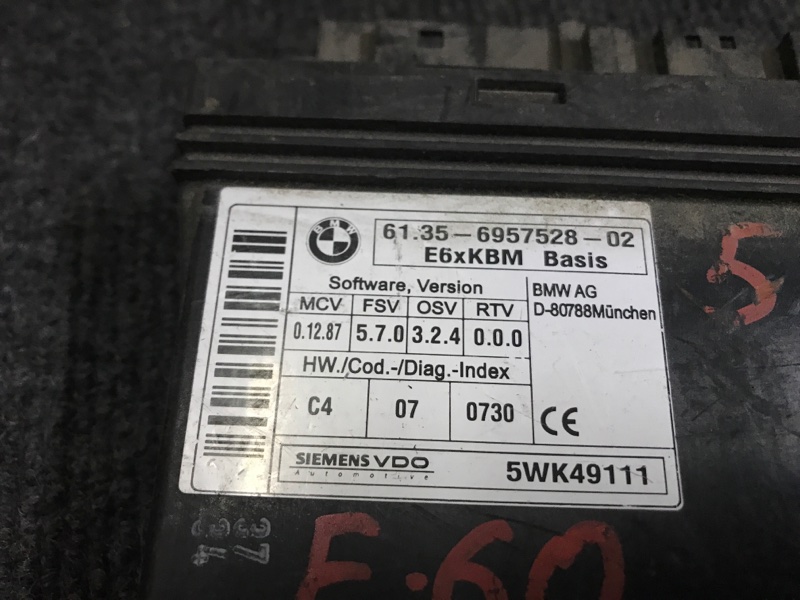 BMW
61.35-6957528-02
E6xKBM Basis
Software, Version
MCV FSV OSV RTV
0.12.87 5.7.0 3.2.4 0.0.0
BMW AG
D-80788München
HW./Cod.-/Diag.-Index
C4 07 0730
CE
SIEMENS VDO
Automotive
5WK49111
5
E-60